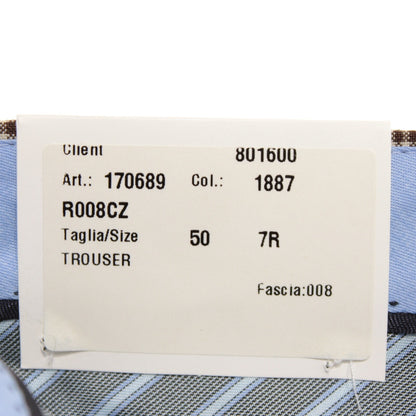 Client 801600
Art.: 170689 Col.: 1887
R008CZ
Taglia/Size 50 7R
TROUSER
Fascia:008